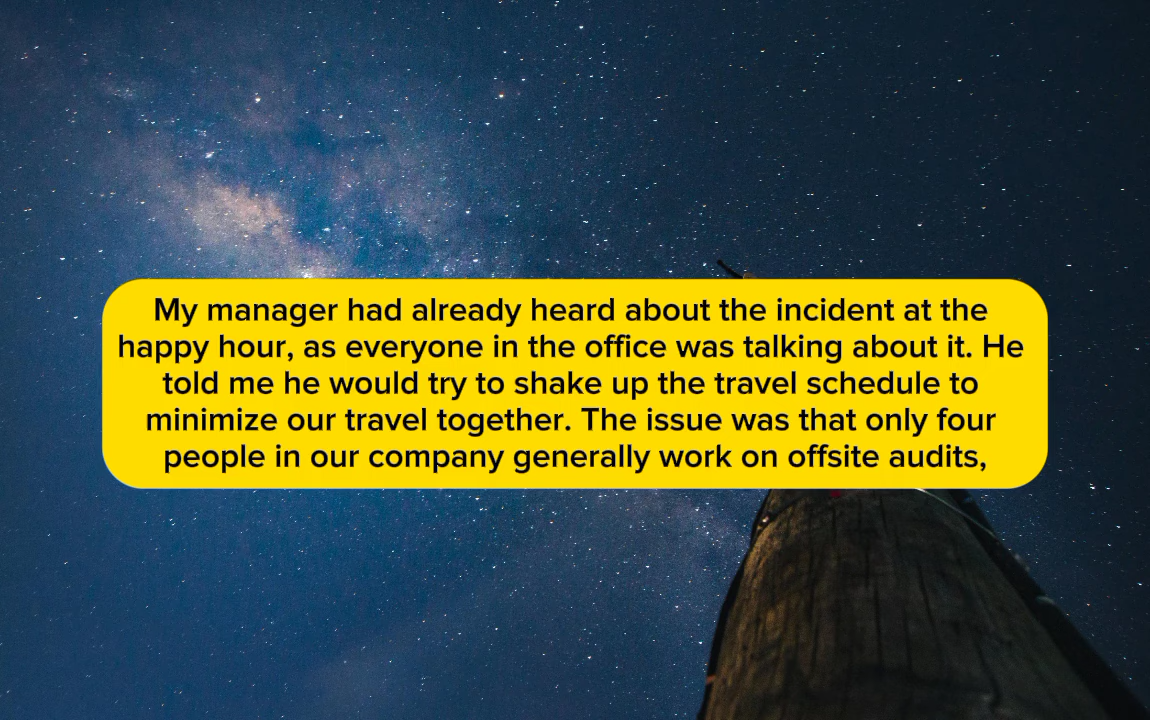 My manager had already heard about the incident at the
happy hour, as everyone in the office was talking about it. He
told me he would try to shake up the travel schedule to
minimize our travel together. The issue was that only four
people in our company generally work on offsite audits,